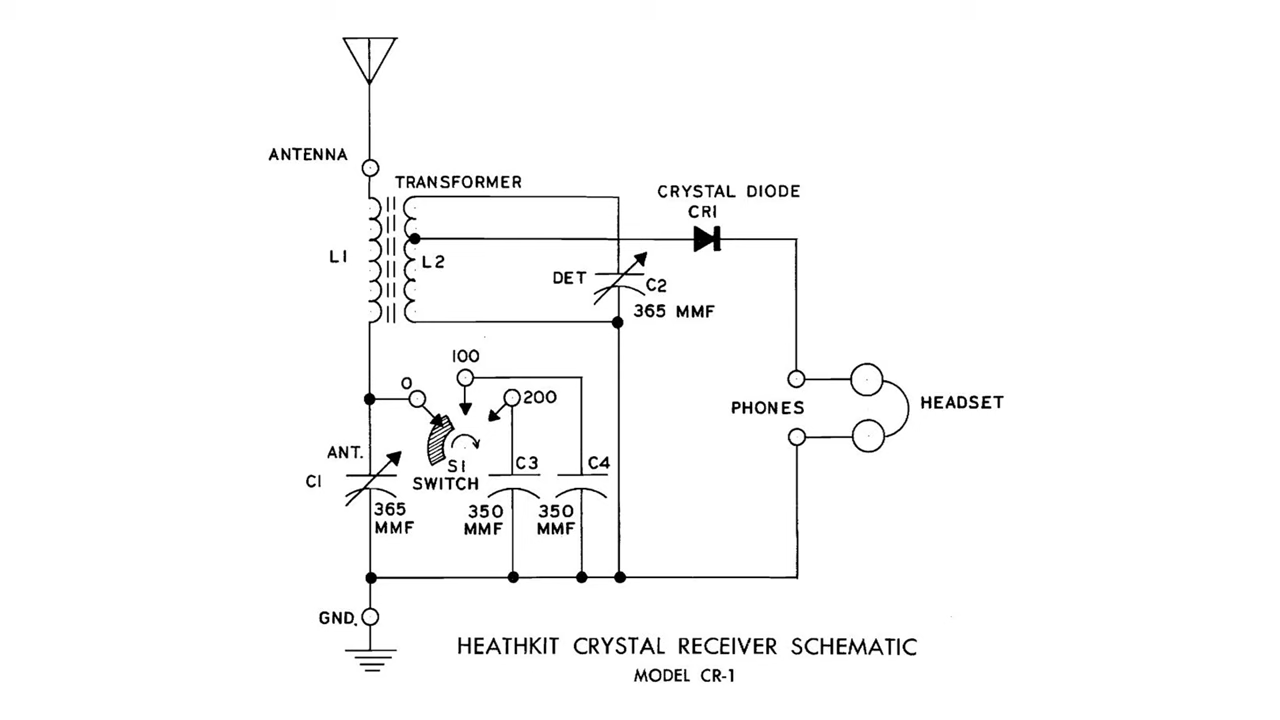 ANTENNA
TRANSFORMER
CRYSTAL DIODE
CR1
L1
L2
DET
C2
365 MMF
100
0
200
PHONES
HEADSET
ANT.
C1
S1
SWITCH
C3
C4
365
MMF
350
MMF
350
MMF
GND.
HEATHKIT CRYSTAL RECEIVER SCHEMATIC
MODEL CR-1